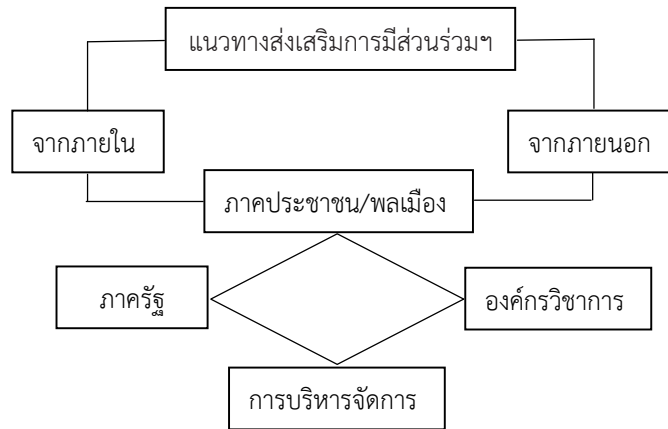 แนวทางส่งเสริมการมีส่วนร่วมฯ
จากภายใน
จากภายนอก
ภาคประชาชน/พลเมือง
ภาครัฐ
องค์กรวิชาการ
การบริหารจัดการ